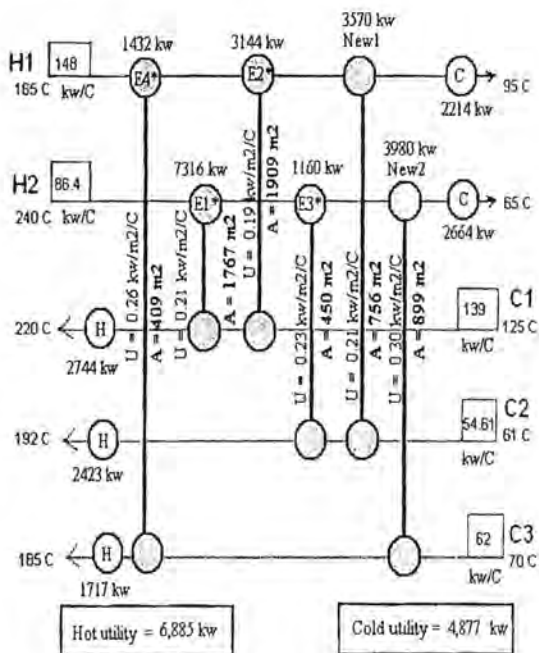 1432 kw 3144 kw 3570 kw
New1
H1 148 E4* E2* C
165 C kw/C 2214 kw 95 C
7316 kw 1160 kw 3980 kw
New2
H2 86.4 E1* E3* C
240 C kw/C 2664 kw 65 C
U = 0.26 kw/m2/C
A = 409 m2
U = 0.21 kw/m2/C
A = 1767 m2
U = 0.19 kw/m2/C
A = 1909 m2
U = 0.23 kw/m2/C
A = 450 m2
U = 0.21 kw/m2/C
A = 756 m2
U = 0.30 kw/m2/C
A = 899 m2
220 C H 139 C1
2744 kw kw/C 125 C
192 C H 54.61 C2
2423 kw kw/C 61 C
185 C H 62 C3
1717 kw kw/C 70 C
Hot utility = 6,885 kw Cold utility = 4,877 kw